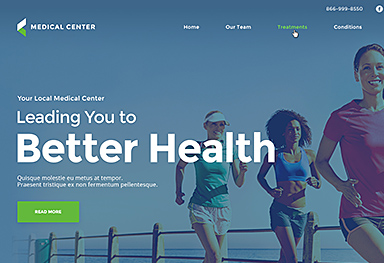 866-999-8550
MEDICAL CENTER
Home Our Team Treatments Conditions
Your Local Medical Center
Leading You to
Better Health
Quisque molestie eu metus at tempor.
Praesent tristique ex non fermentum pellentesque.
READ MORE